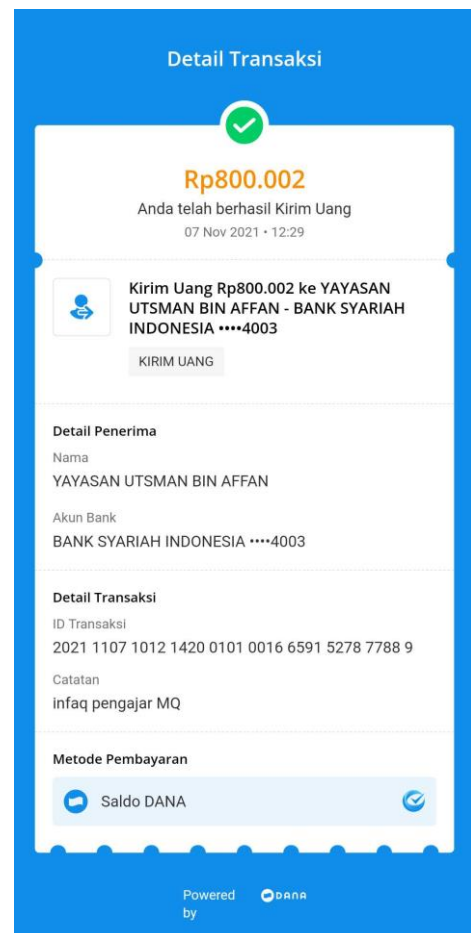 Detail Transaksi
Rp800.002
Anda telah berhasil Kirim Uang
07 Nov 2021 • 12:29
Kirim Uang Rp800.002 ke YAYASAN
UTSMAN BIN AFFAN - BANK SYARIAH
INDONESIA ••••4003
KIRIM UANG
Detail Penerima
Nama
YAYASAN UTSMAN BIN AFFAN
Akun Bank
BANK SYARIAH INDONESIA ••••4003
Detail Transaksi
ID Transaksi
2021 1107 1012 1420 0101 0016 6591 5278 7788 9
Catatan
infaq pengajar MQ
Metode Pembayaran
Saldo DANA
Powered by DANA